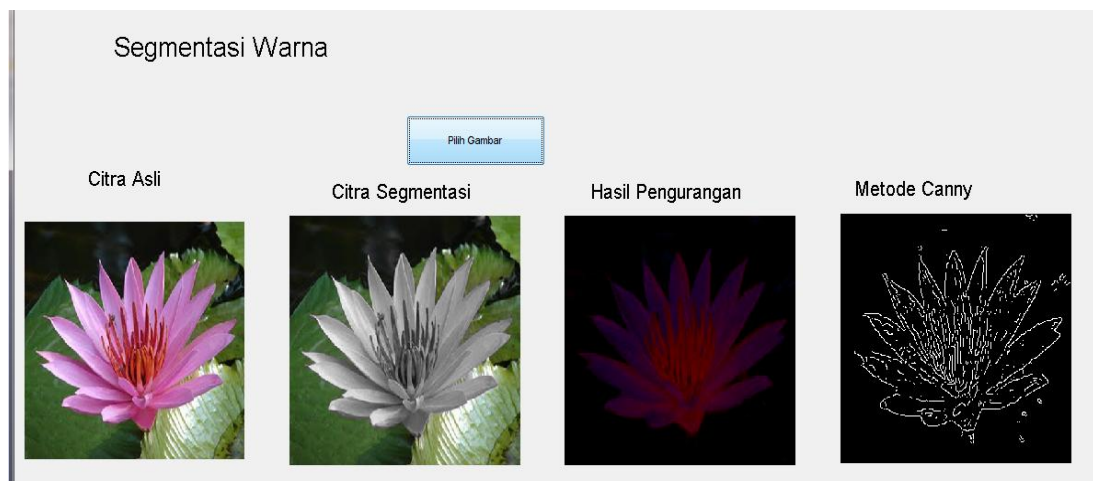 Segmentasi Warna
Pilih Gambar
Citra Asli
Citra Segmentasi
Hasil Pengurangan
Metode Canny